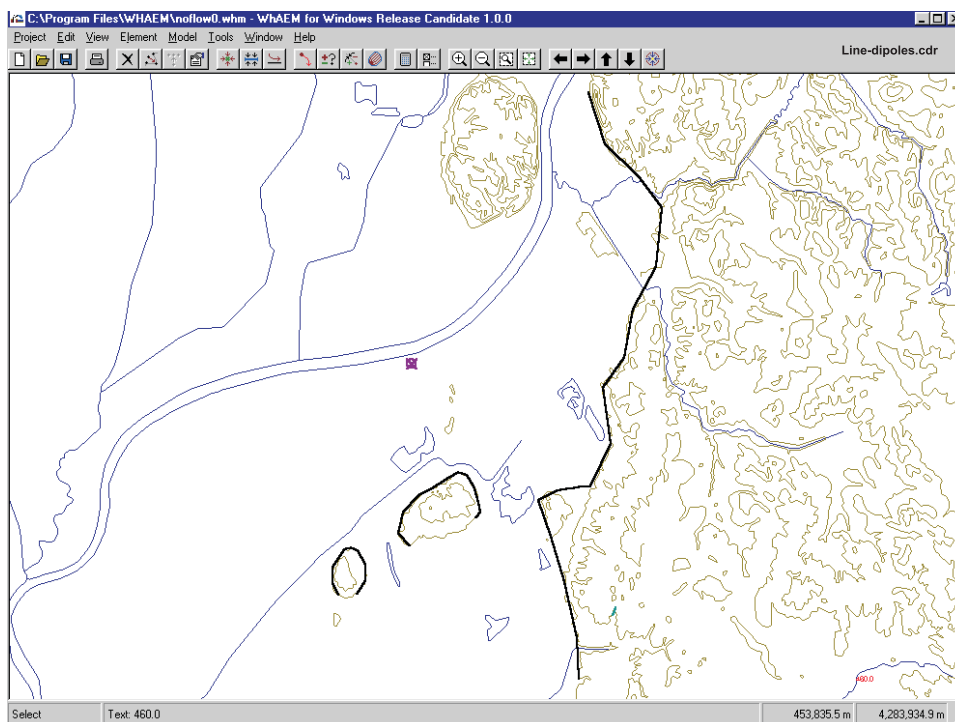 C:\Program Files\WHAEM\noflow0.whm - WhAEM for Windows Release Candidate 1.0.0
Project Edit View Element Model Tools Window Help
Line-dipoles.cdr
460.0
Select Text: 460.0 453,835.5 m 4,283,934.9 m